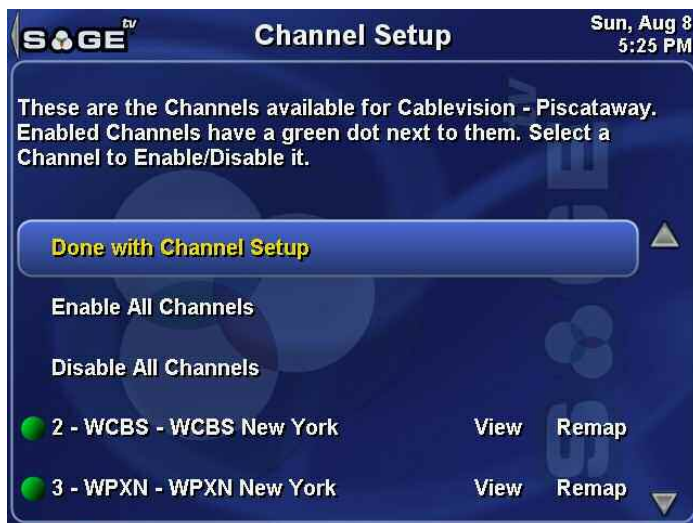 SAGE tv
Channel Setup
Sun, Aug 8
5:25 PM
These are the Channels available for Cablevision - Piscataway.
Enabled Channels have a green dot next to them. Select a
Channel to Enable/Disable it.
Done with Channel Setup
Enable All Channels
Disable All Channels
2 - WCBS - WCBS New York View Remap
3 - WPXN - WPXN New York View Remap
SAGE tv